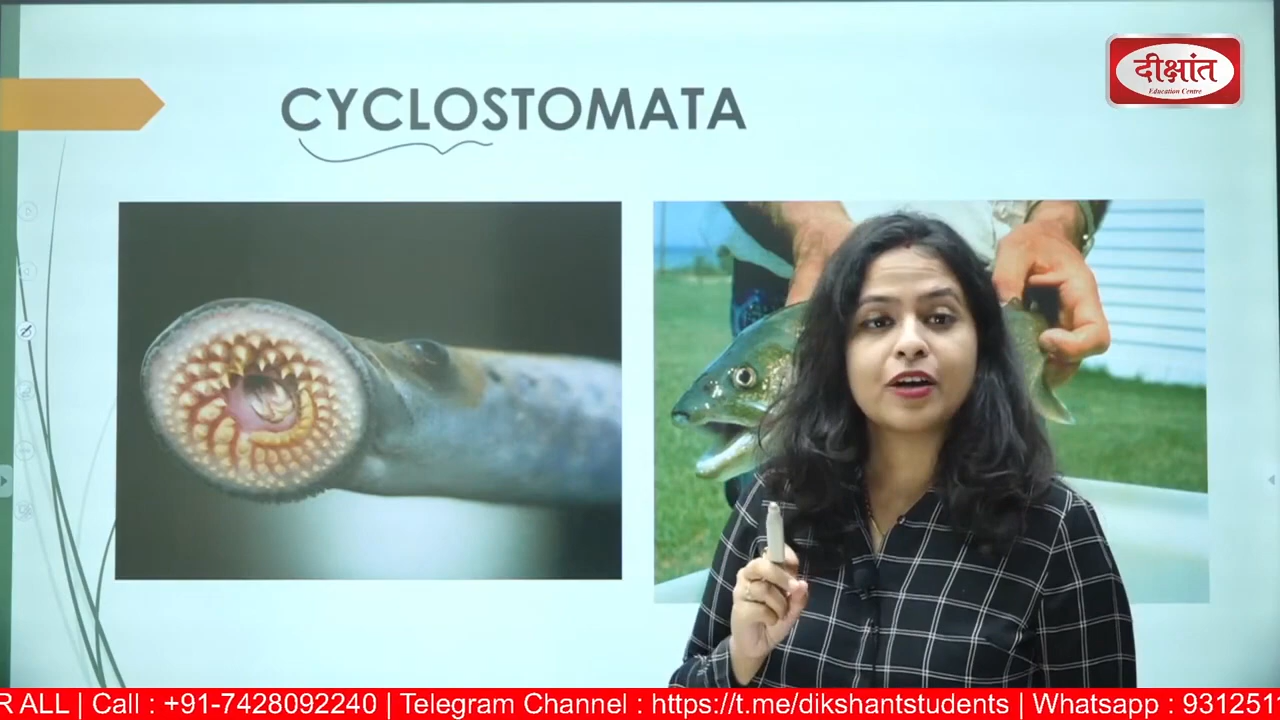 CYCLOSTOMATA
दीक्षांत
Education Centre
R ALL | Call : +91-7428092240 | Telegram Channel : https://t.me/dikshantstudents | Whatsapp : 931251